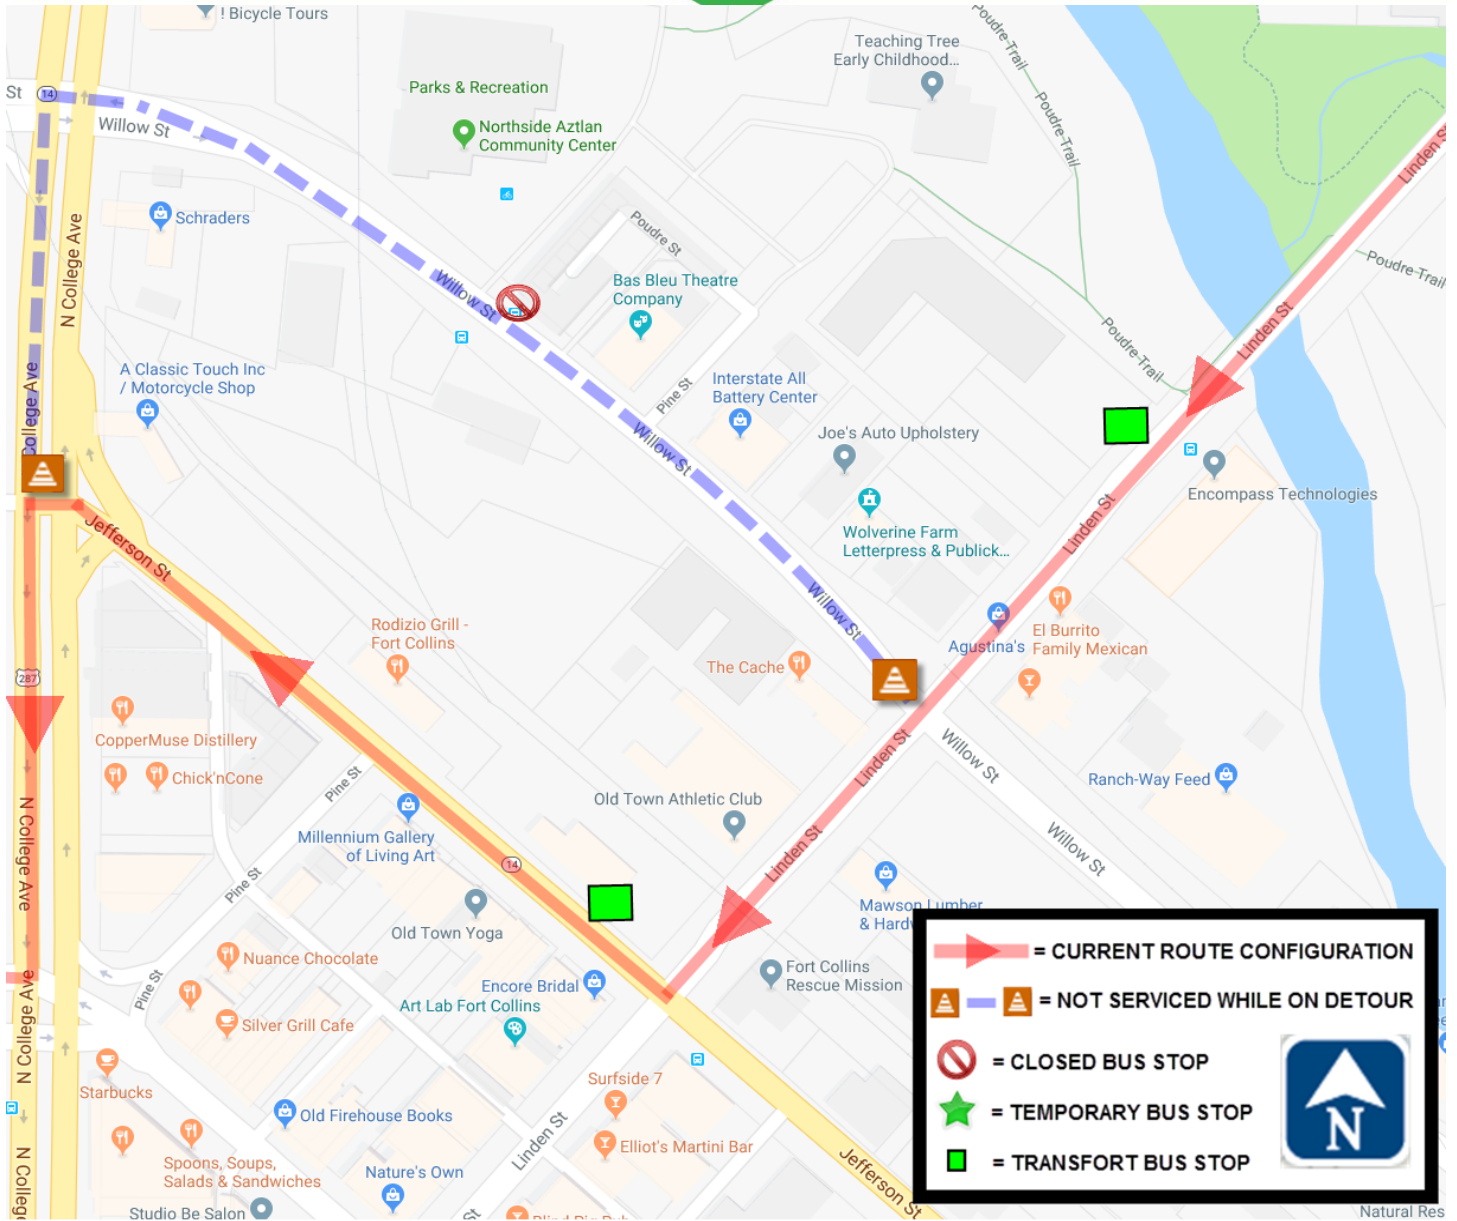 ! Bicycle Tours
Teaching Tree
Early Childhood...
Poudre-Trail
Poudre-Trail
St
14
Willow St
Parks & Recreation
Northside Aztlan
Community Center
Linden St
Schraders
N College Ave
Poudre St
Poudre-Trail
Willow St
Bas Bleu Theatre
Company
Linden St
Poudre-Trail
A Classic Touch Inc
/ Motorcycle Shop
College Ave
Interstate All
Battery Center
Pine St
Willow St
Joe's Auto Upholstery
Encompass Technologies
Linden St
Wolverine Farm
Letterpress & Publick...
Jefferson St
Willow St
Rodizio Grill -
Fort Collins
El Burrito
Family Mexican
Agustina's
The Cache
287
CopperMuse Distillery
Chick'nCone
Pine St
Linden St
Willow St
Ranch-Way Feed
Old Town Athletic Club
Millennium Gallery
of Living Art
N College Ave
14
Linden St
Willow St
Pine St
Old Town Yoga
Mawson Lumber
& Hardw
Nuance Chocolate
Pine St
Encore Bridal
Art Lab Fort Collins
Fort Collins
Rescue Mission
Silver Grill Cafe
N College Ave
Starbucks
Surfside 7
Old Firehouse Books
Linden St
Elliot's Martini Bar
Spoons, Soups,
Salads & Sandwiches
Nature's Own
Jefferson St
N College
Studio Be Salon
St
Blind Pig Pub
Natural Res
= CURRENT ROUTE CONFIGURATION
= NOT SERVICED WHILE ON DETOUR
= CLOSED BUS STOP
= TEMPORARY BUS STOP
= TRANSFORT BUS STOP
N